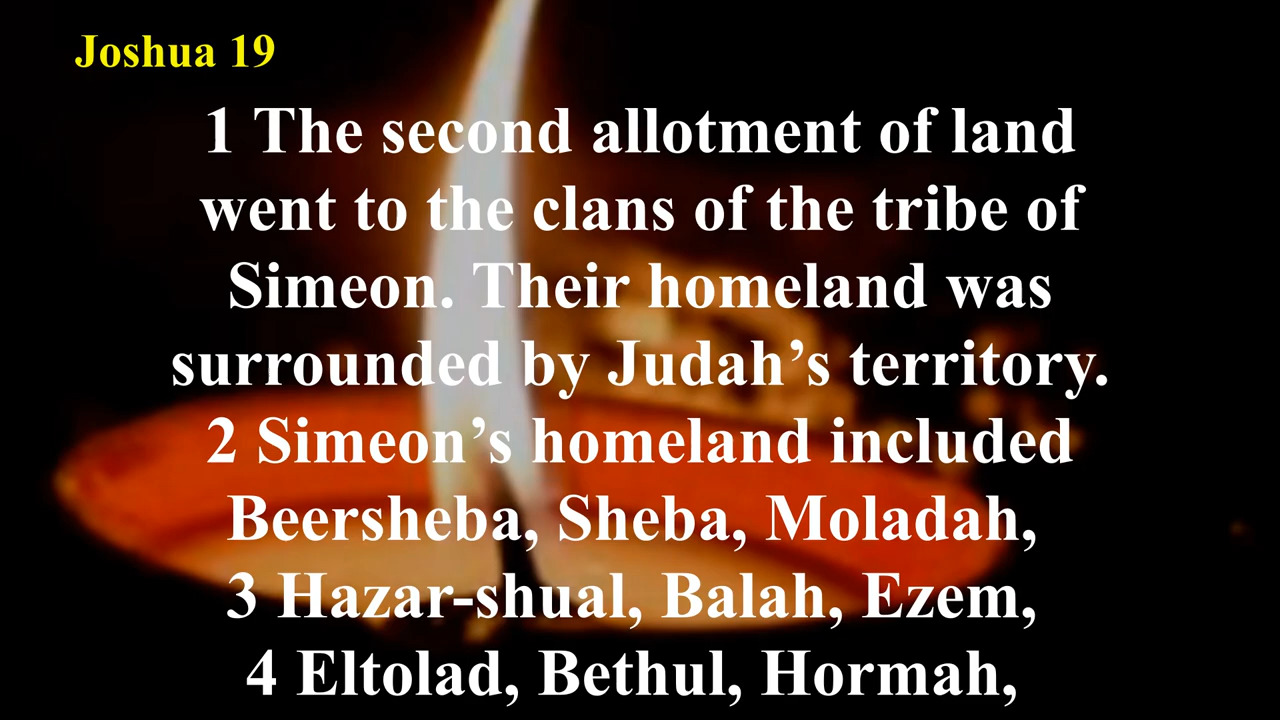 Joshua 19
1 The second allotment of land
went to the clans of the tribe of
Simeon. Their homeland was
surrounded by Judah’s territory.
2 Simeon’s homeland included
Beersheba, Sheba, Moladah,
3 Hazar-shual, Balah, Ezem,
4 Eltolad, Bethul, Hormah,